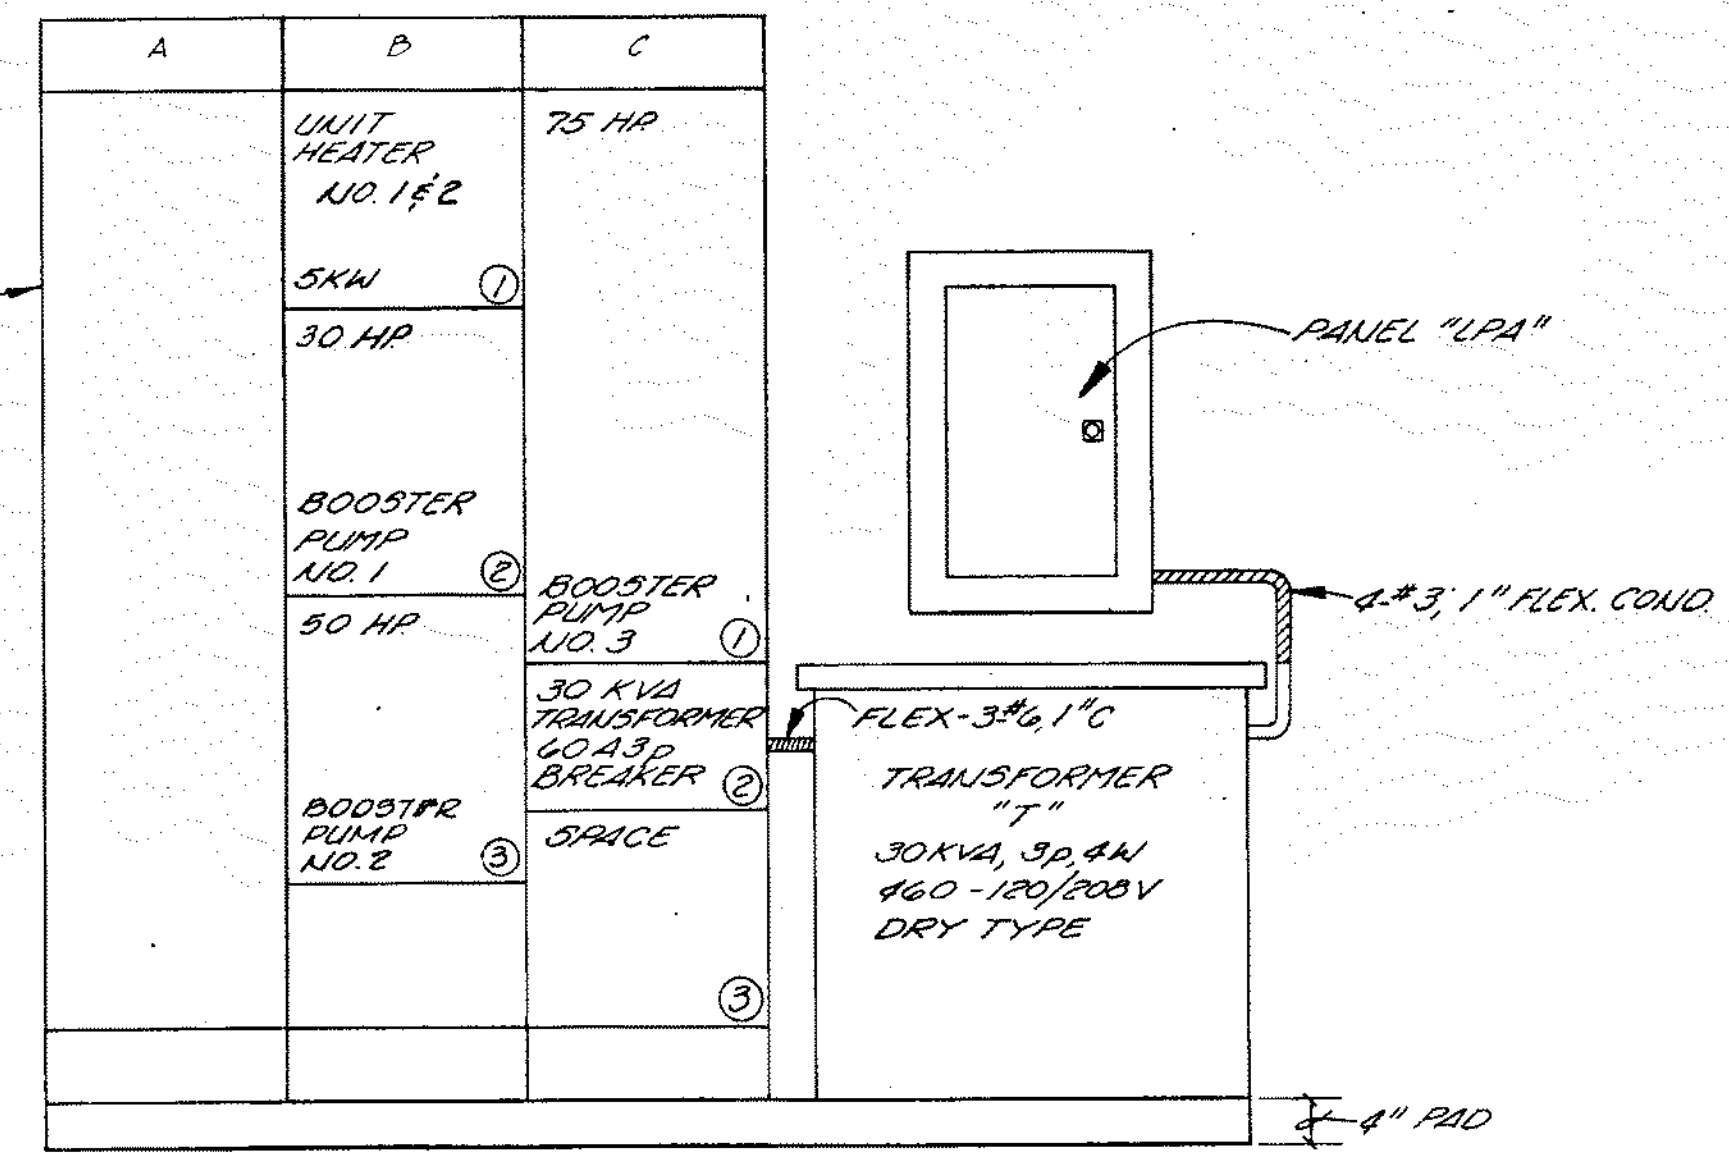 A
B
C
UNIT
HEATER
NO. 1 & 2
5KW
1
30 HP
BOOSTER
PUMP
NO. 1
2
50 HP
BOOSTER
PUMP
NO. 2
3
75 HP
BOOSTER
PUMP
NO. 3
1
30 KVA
TRANSFORMER
60A3p
BREAKER
2
SPACE
3
PANEL "LPA"
4-#3, 1" FLEX. COND.
FLEX-3#6, 1"C
TRANSFORMER
"T"
30KVA, 3p, 4W
460-120/208V
DRY TYPE
4" PAD